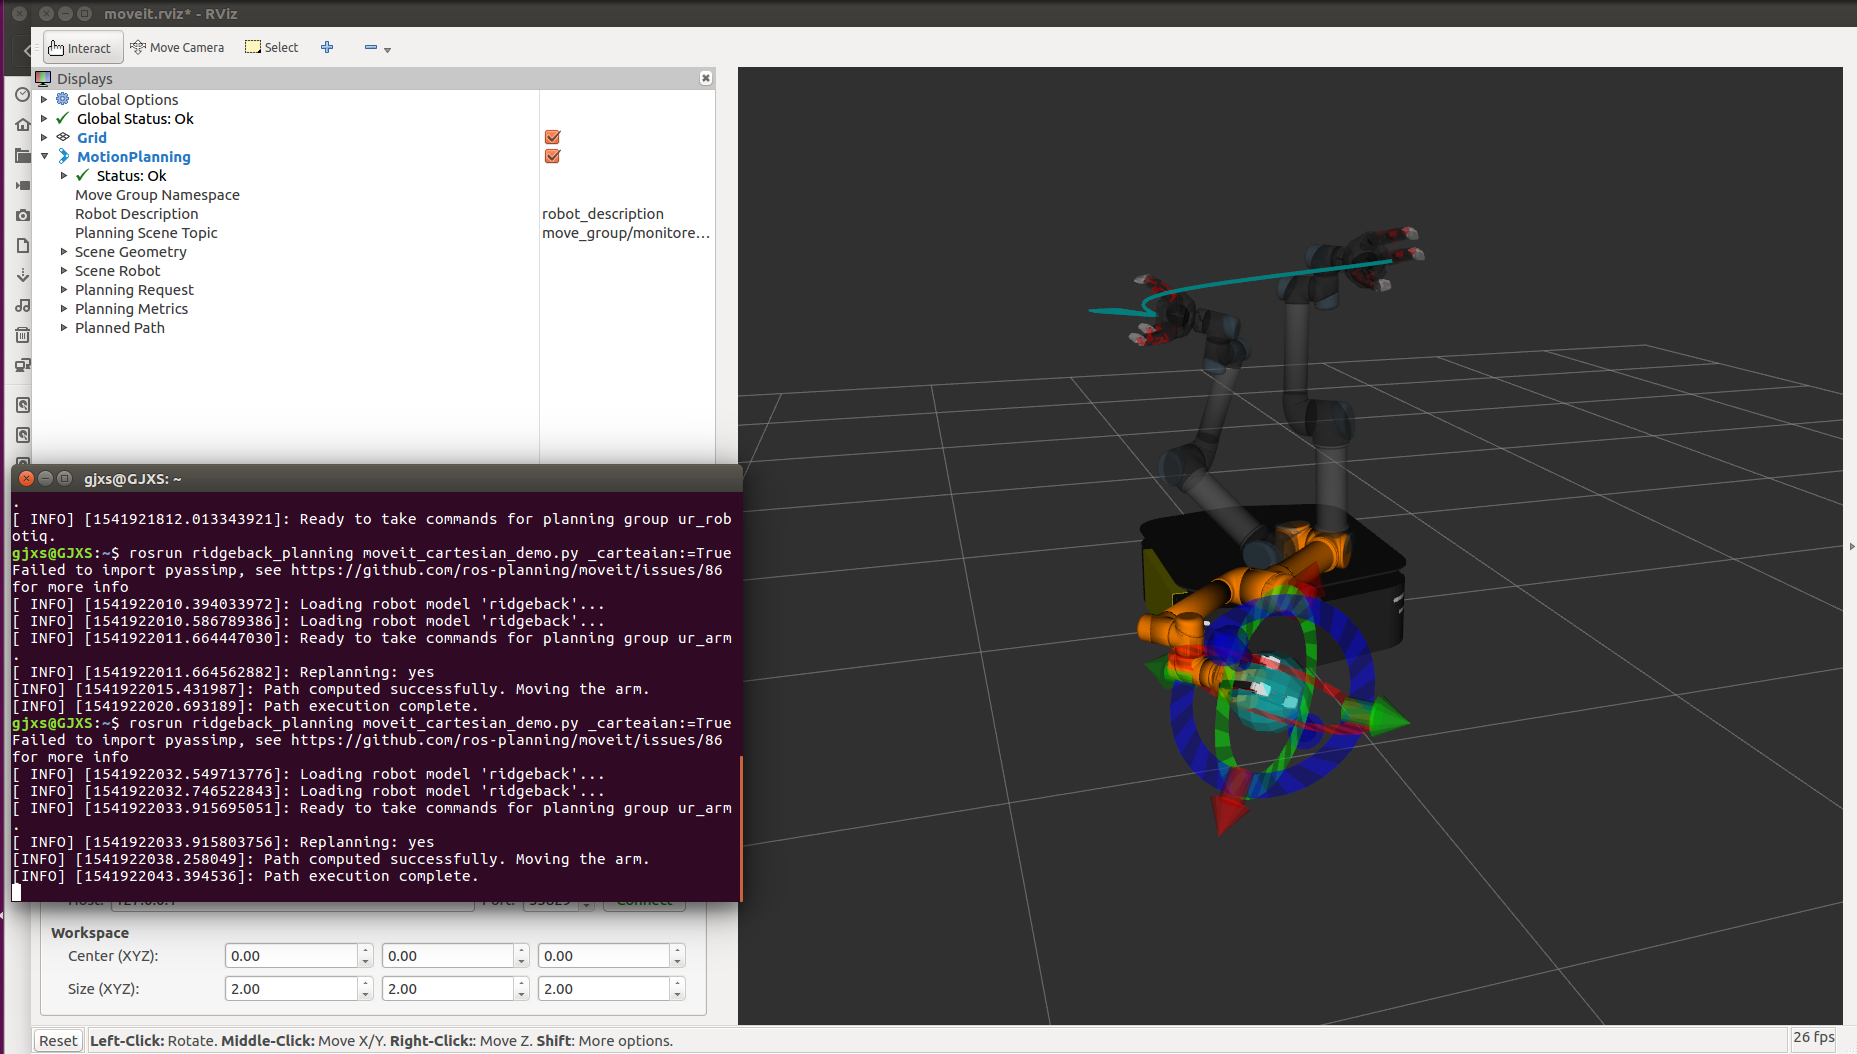 moveit.rviz* - RViz
Interact
Move Camera
Select
Displays
Global Options
Global Status: Ok
Grid
MotionPlanning
Status: Ok
Move Group Namespace
Robot Description robot_description
Planning Scene Topic move_group/monitore...
Scene Geometry
Scene Robot
Planning Request
Planning Metrics
Planned Path
gjxs@GJXS: ~
.
[ INFO] [1541921812.013343921]: Ready to take commands for planning group ur_rob
otiq.
gjxs@GJXS:~$ rosrun ridgeback_planning moveit_cartesian_demo.py _carteaian:=True
Failed to import pyassimp, see https://github.com/ros-planning/moveit/issues/86
for more info
[ INFO] [1541922010.394033972]: Loading robot model 'ridgeback'...
[ INFO] [1541922010.586789386]: Loading robot model 'ridgeback'...
[ INFO] [1541922011.664447030]: Ready to take commands for planning group ur_arm
.
[ INFO] [1541922011.664562882]: Replanning: yes
[INFO] [1541922015.431987]: Path computed successfully. Moving the arm.
[INFO] [1541922020.693189]: Path execution complete.
gjxs@GJXS:~$ rosrun ridgeback_planning moveit_cartesian_demo.py _carteaian:=True
Failed to import pyassimp, see https://github.com/ros-planning/moveit/issues/86
for more info
[ INFO] [1541922032.549713776]: Loading robot model 'ridgeback'...
[ INFO] [1541922032.746522843]: Loading robot model 'ridgeback'...
[ INFO] [1541922033.915695051]: Ready to take commands for planning group ur_arm
.
[ INFO] [1541922033.915803756]: Replanning: yes
[INFO] [1541922038.258049]: Path computed successfully. Moving the arm.
[INFO] [1541922043.394536]: Path execution complete.
Workspace
Center (XYZ): 0.00 0.00 0.00
Size (XYZ): 2.00 2.00 2.00
Reset Left-Click: Rotate. Middle-Click: Move X/Y. Right-Click:: Move Z. Shift: More options. 26 fps